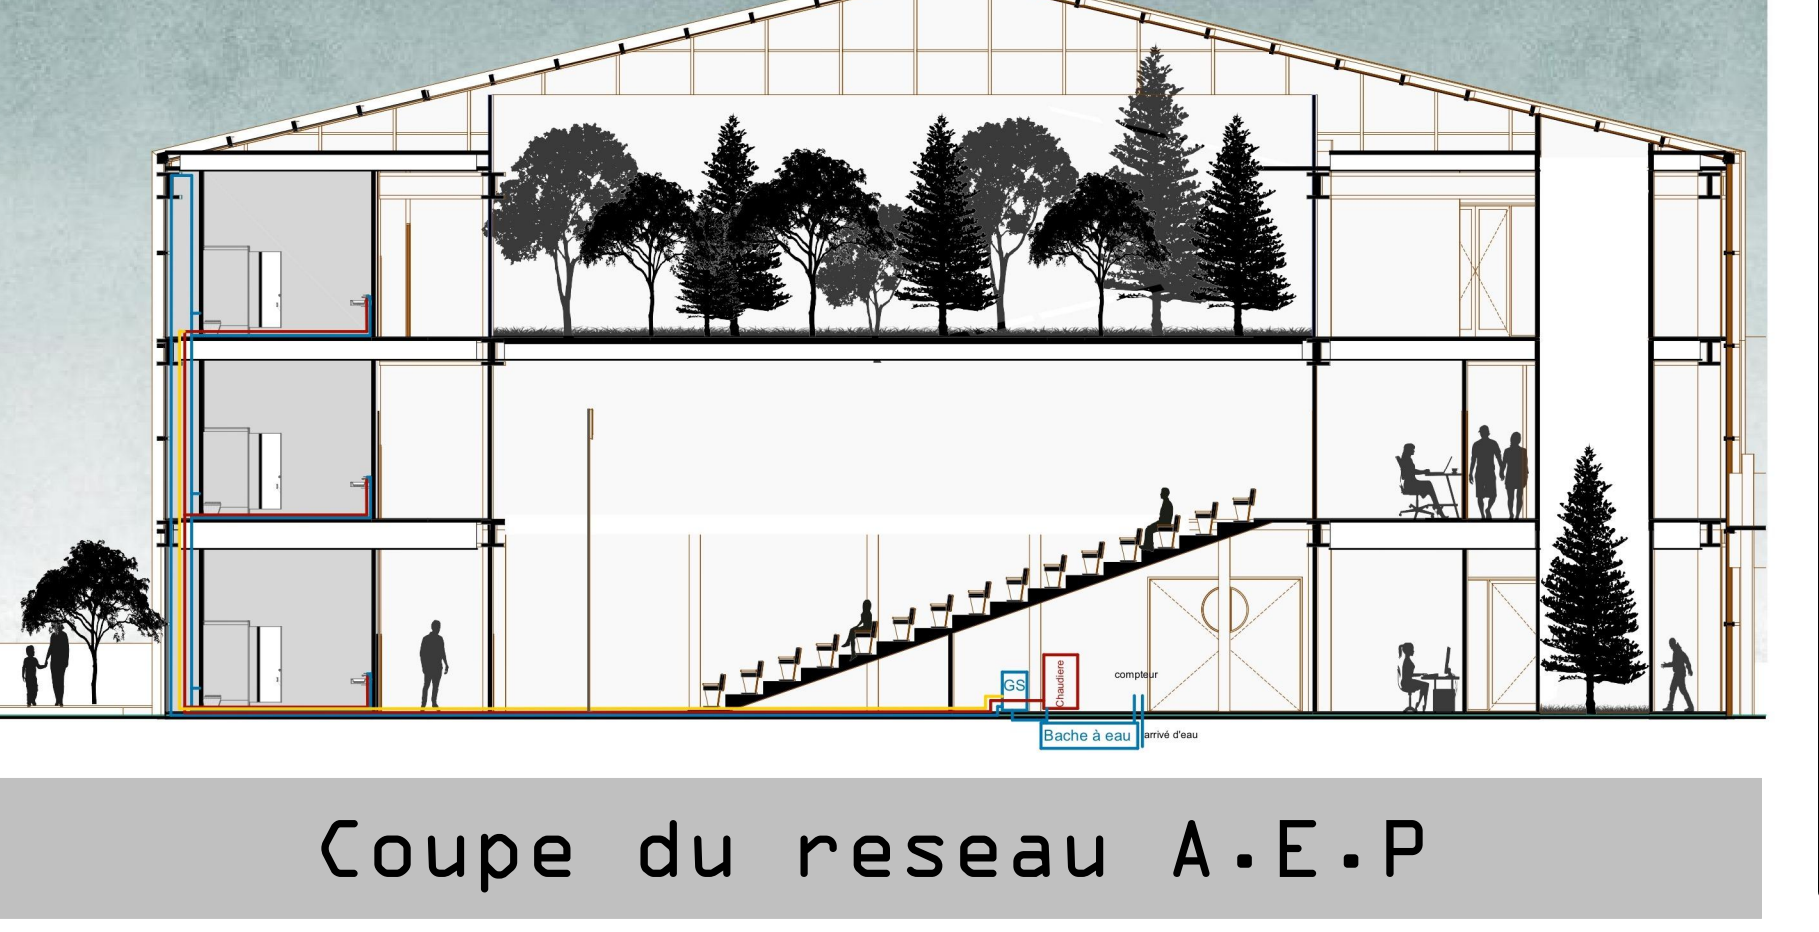 compteur
GS
Chaudiere
Bache à eau
arrivé d'eau
Coupe du reseau A.E.P